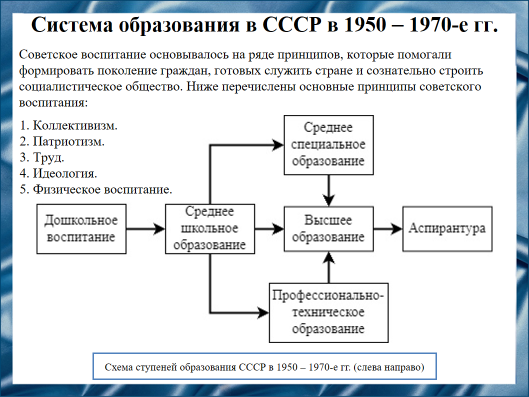 Система образования в СССР в 1950 – 1970-е гг.
Советское воспитание основывалось на ряде принципов, которые помогали
формировать поколение граждан, готовых служить стране и сознательно строить
социалистическое общество. Ниже перечислены основные принципы советского
воспитания:
1. Коллективизм.
2. Патриотизм.
3. Труд.
4. Идеология.
5. Физическое воспитание.
Среднее
специальное
образование
Дошкольное
воспитание
Среднее
школьное
образование
Высшее
образование
Аспирантура
Профессионально-
техническое
образование
Схема ступеней образования СССР в 1950 – 1970-е гг. (слева направо)